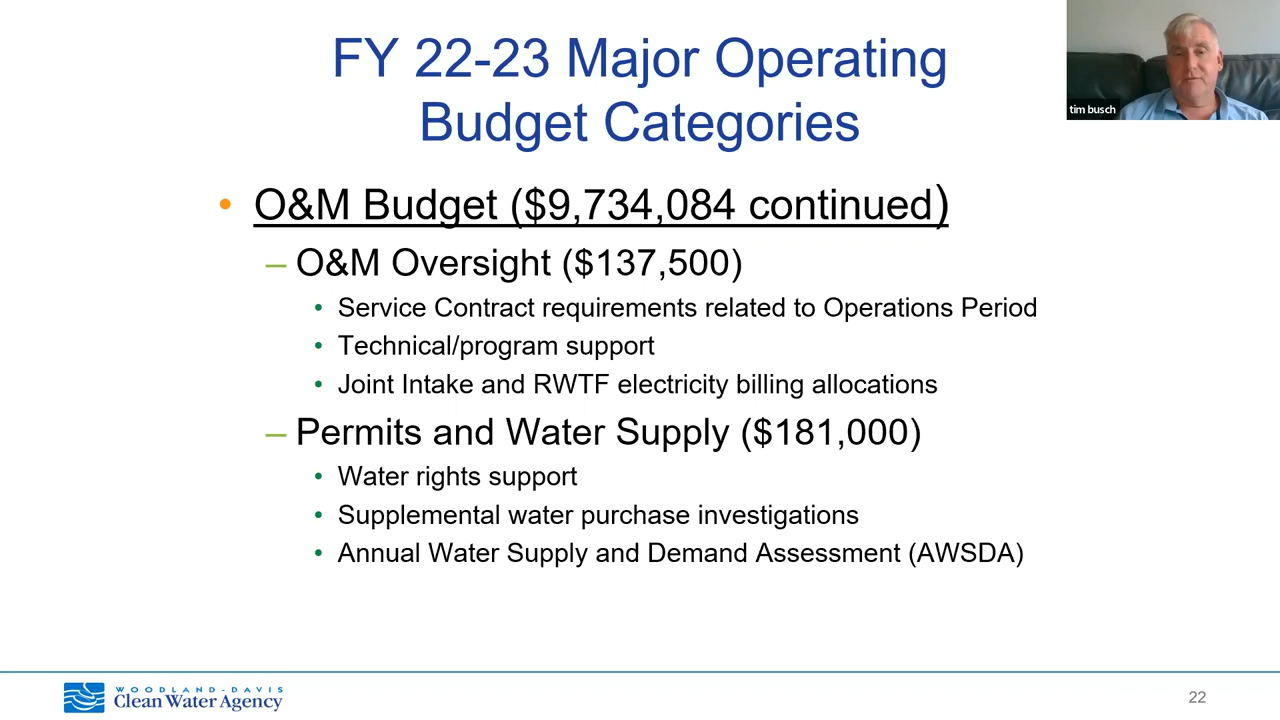 FY 22-23 Major Operating
Budget Categories
tim busch
• O&M Budget ($9,734,084 continued)
– O&M Oversight ($137,500)
• Service Contract requirements related to Operations Period
• Technical/program support
• Joint Intake and RWTF electricity billing allocations
– Permits and Water Supply ($181,000)
• Water rights support
• Supplemental water purchase investigations
• Annual Water Supply and Demand Assessment (AWSDA)
WOODLAND-DAVIS
Clean Water Agency
22